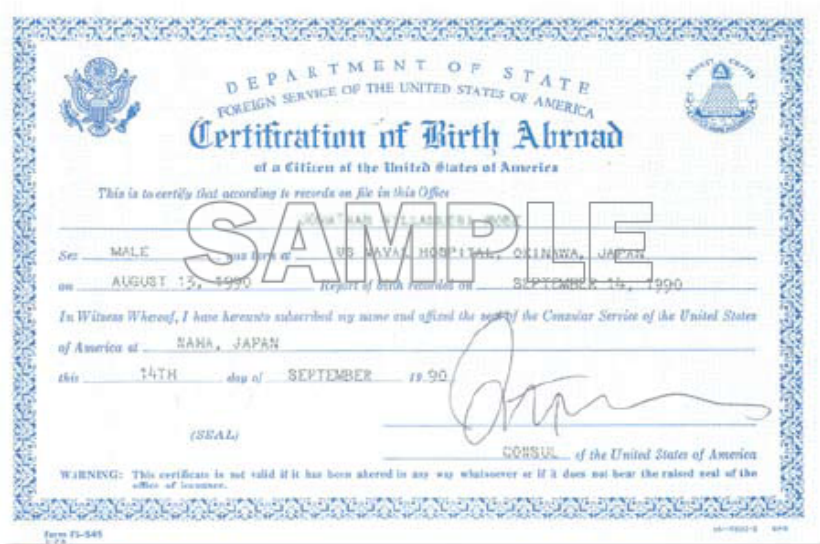 DEPARTMENT OF STATE
FOREIGN SERVICE OF THE UNITED STATES OF AMERICA
ANNUIT CŒPTIS
Certification of Birth Abroad
of a Citizen of the United States of America
This is to certify that according to records on file in this Office
SAMPLE
JONATHAN
Sex MALE was born at US NAVAL HOSPITAL, OKINAWA, JAPAN
on AUGUST 13, 1990 Report of birth recorded on SEPTEMBER 14, 1990
In Witness Whereof, I have hereunto subscribed my name and affixed the seal of the Consular Service of the United States
of America at NAHA, JAPAN
this 14TH day of SEPTEMBER 19 90
(SEAL)
CONSUL of the United States of America
WARNING: This certificate is not valid if it has been altered in any way whatsoever or if it does not bear the raised seal of the
office of issuance.
Form FS-545